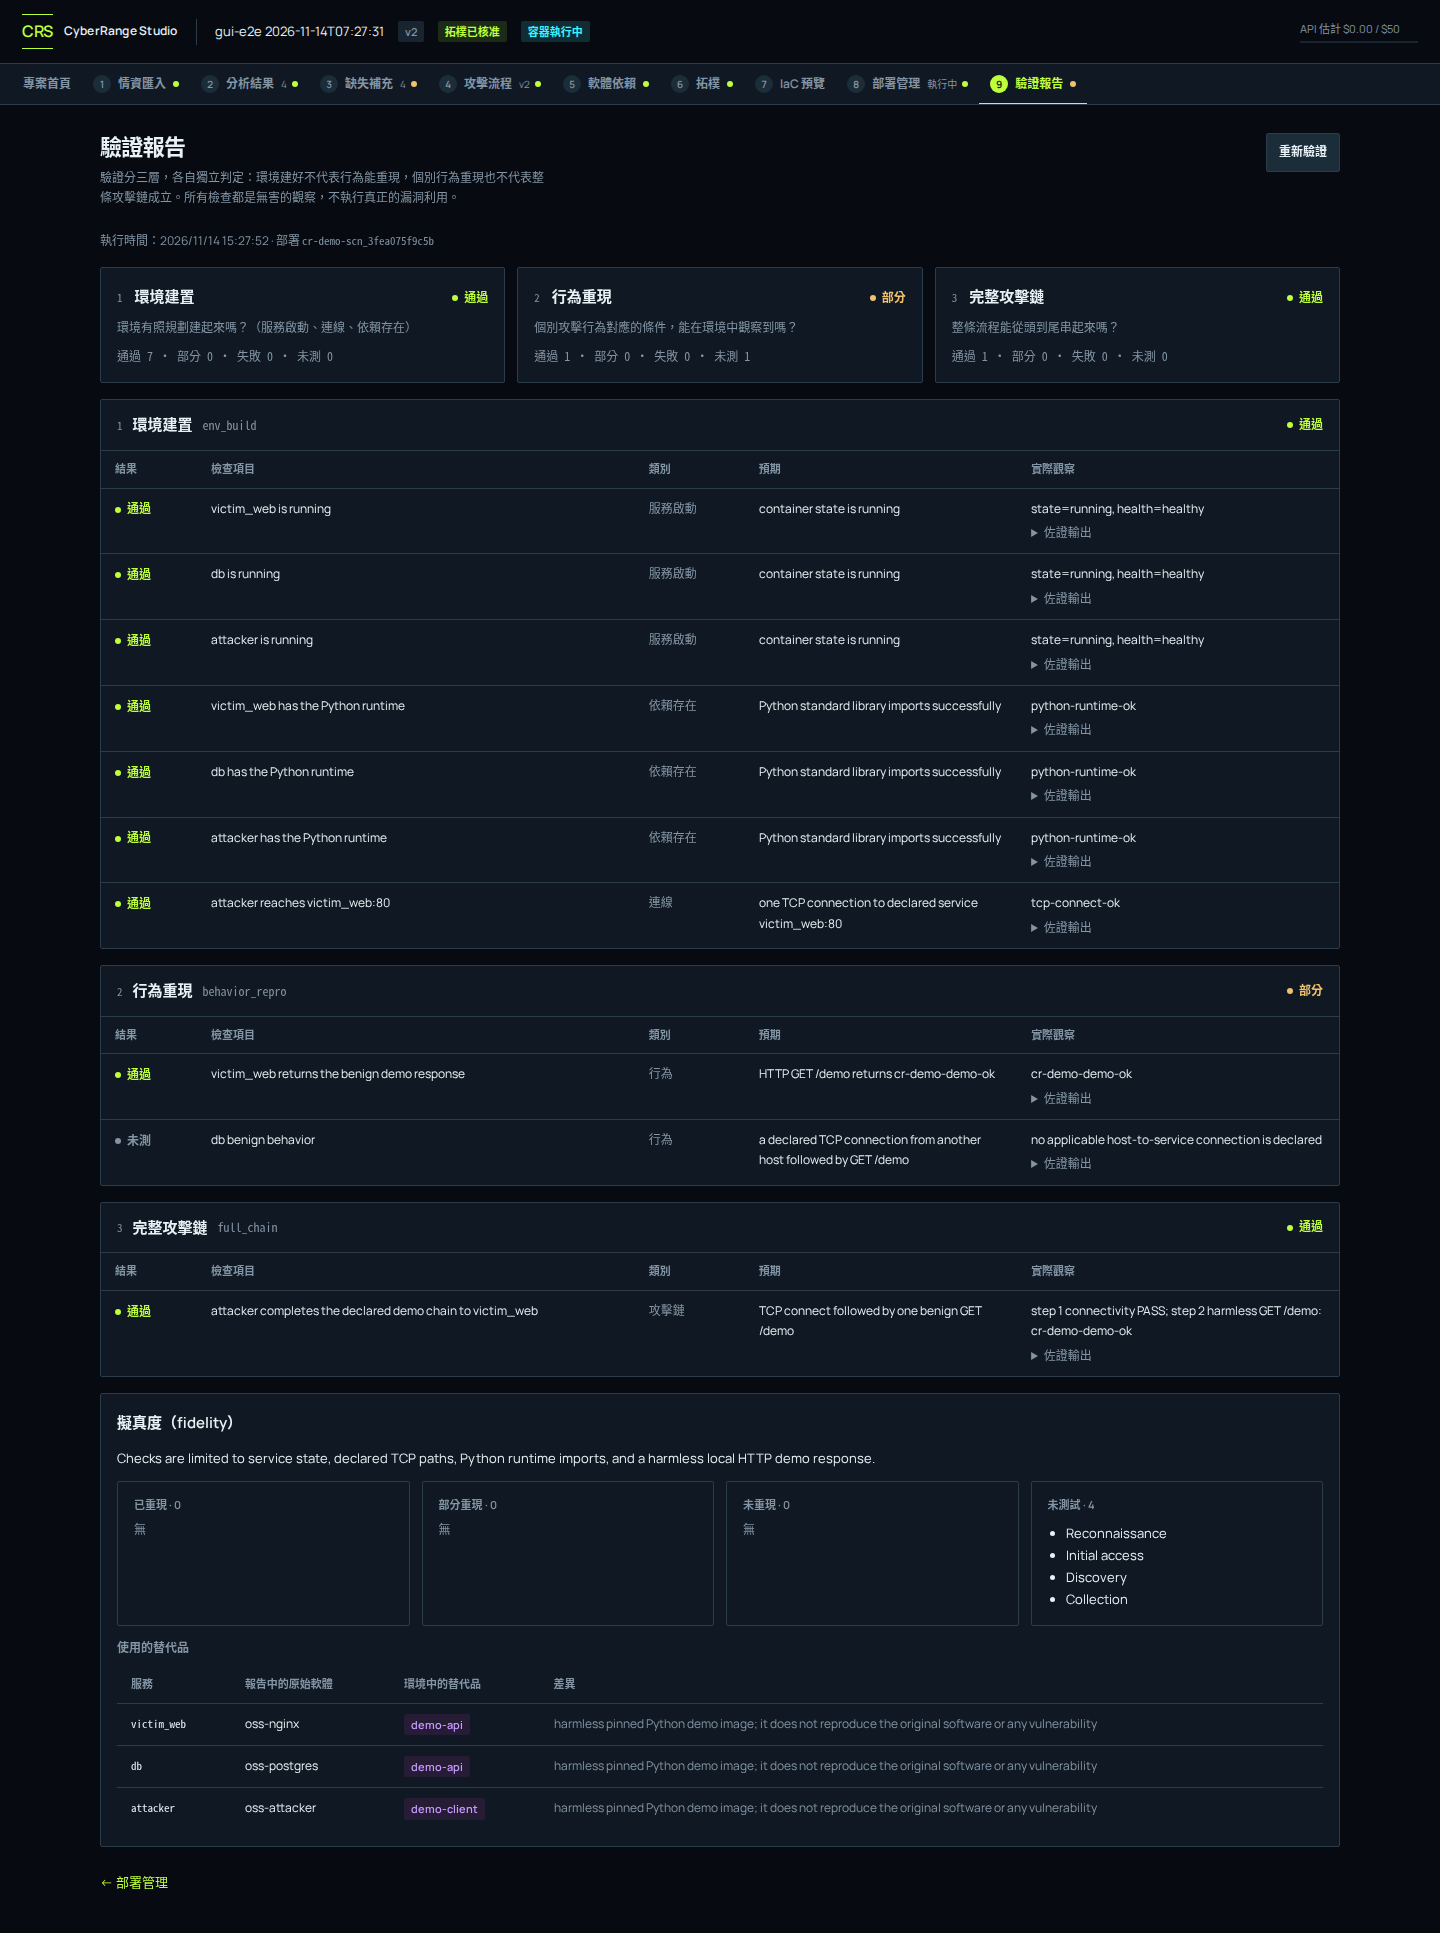 CRS CyberRange Studio gui-e2e 2026-11-14T07:27:31 v2 拓樸已核准 容器執行中 API 估計 $0.00 / $50
專案首頁 1 情資匯入 2 分析結果 4 3 缺失補充 4 4 攻擊流程 v2 5 軟體依賴 6 拓樸 7 IaC 預覽 8 部署管理 執行中 9 驗證報告
驗證報告 重新驗證
驗證分三層，各自獨立判定：環境建好不代表行為能重現，個別行為重現也不代表整
條攻擊鏈成立。所有檢查都是無害的觀察，不執行真正的漏洞利用。
執行時間：2026/11/14 15:27:52 · 部署 cr-demo-scn_3fea075f9c5b
1 環境建置 通過
環境有照規劃建起來嗎？（服務啟動、連線、依賴存在）
通過 7 · 部分 0 · 失敗 0 · 未測 0
2 行為重現 部分
個別攻擊行為對應的條件，能在環境中觀察到嗎？
通過 1 · 部分 0 · 失敗 0 · 未測 1
3 完整攻擊鏈 通過
整條流程能從頭到尾串起來嗎？
通過 1 · 部分 0 · 失敗 0 · 未測 0
1 環境建置 env_build 通過
結果 檢查項目 類別 預期 實際觀察
通過 victim_web is running 服務啟動 container state is running state=running, health=healthy
▶ 佐證輸出
通過 db is running 服務啟動 container state is running state=running, health=healthy
▶ 佐證輸出
通過 attacker is running 服務啟動 container state is running state=running, health=healthy
▶ 佐證輸出
通過 victim_web has the Python runtime 依賴存在 Python standard library imports successfully python-runtime-ok
▶ 佐證輸出
通過 db has the Python runtime 依賴存在 Python standard library imports successfully python-runtime-ok
▶ 佐證輸出
通過 attacker has the Python runtime 依賴存在 Python standard library imports successfully python-runtime-ok
▶ 佐證輸出
通過 attacker reaches victim_web:80 連線 one TCP connection to declared service tcp-connect-ok
victim_web:80 ▶ 佐證輸出
2 行為重現 behavior_repro 部分
結果 檢查項目 類別 預期 實際觀察
通過 victim_web returns the benign demo response 行為 HTTP GET /demo returns cr-demo-demo-ok cr-demo-demo-ok
▶ 佐證輸出
未測 db benign behavior 行為 a declared TCP connection from another no applicable host-to-service connection is declared
host followed by GET /demo ▶ 佐證輸出
3 完整攻擊鏈 full_chain 通過
結果 檢查項目 類別 預期 實際觀察
通過 attacker completes the declared demo chain to victim_web 攻擊鏈 TCP connect followed by one benign GET step 1 connectivity PASS; step 2 harmless GET /demo:
/demo cr-demo-demo-ok
▶ 佐證輸出
擬真度（fidelity）
Checks are limited to service state, declared TCP paths, Python runtime imports, and a harmless local HTTP demo response.
已重現 · 0 部分重現 · 0 未重現 · 0 未測試 · 4
無 無 無
Reconnaissance
Initial access
Discovery
Collection
使用的替代品
服務 報告中的原始軟體 環境中的替代品 差異
victim_web oss-nginx demo-api harmless pinned Python demo image; it does not reproduce the original software or any vulnerability
db oss-postgres demo-api harmless pinned Python demo image; it does not reproduce the original software or any vulnerability
attacker oss-attacker demo-client harmless pinned Python demo image; it does not reproduce the original software or any vulnerability
← 部署管理